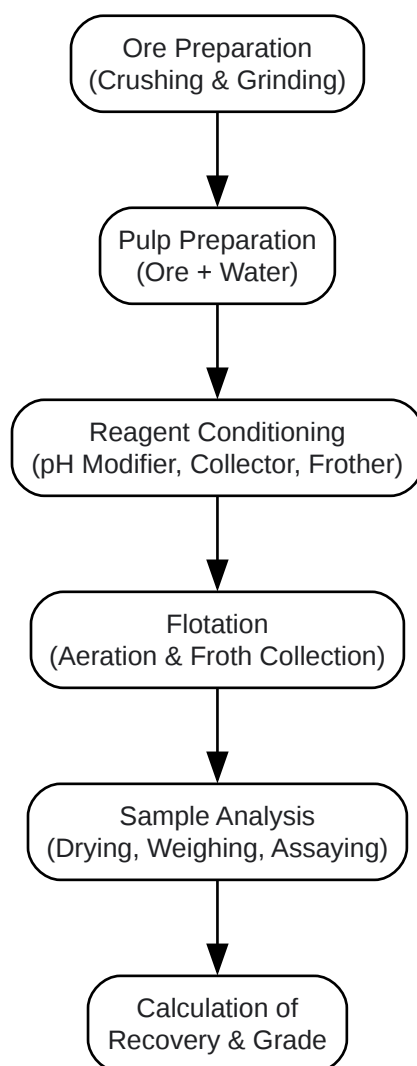 Ore Preparation
(Crushing & Grinding)
Pulp Preparation
(Ore + Water)
Reagent Conditioning
(pH Modifier, Collector, Frother)
Flotation
(Aeration & Froth Collection)
Sample Analysis
(Drying, Weighing, Assaying)
Calculation of
Recovery & Grade